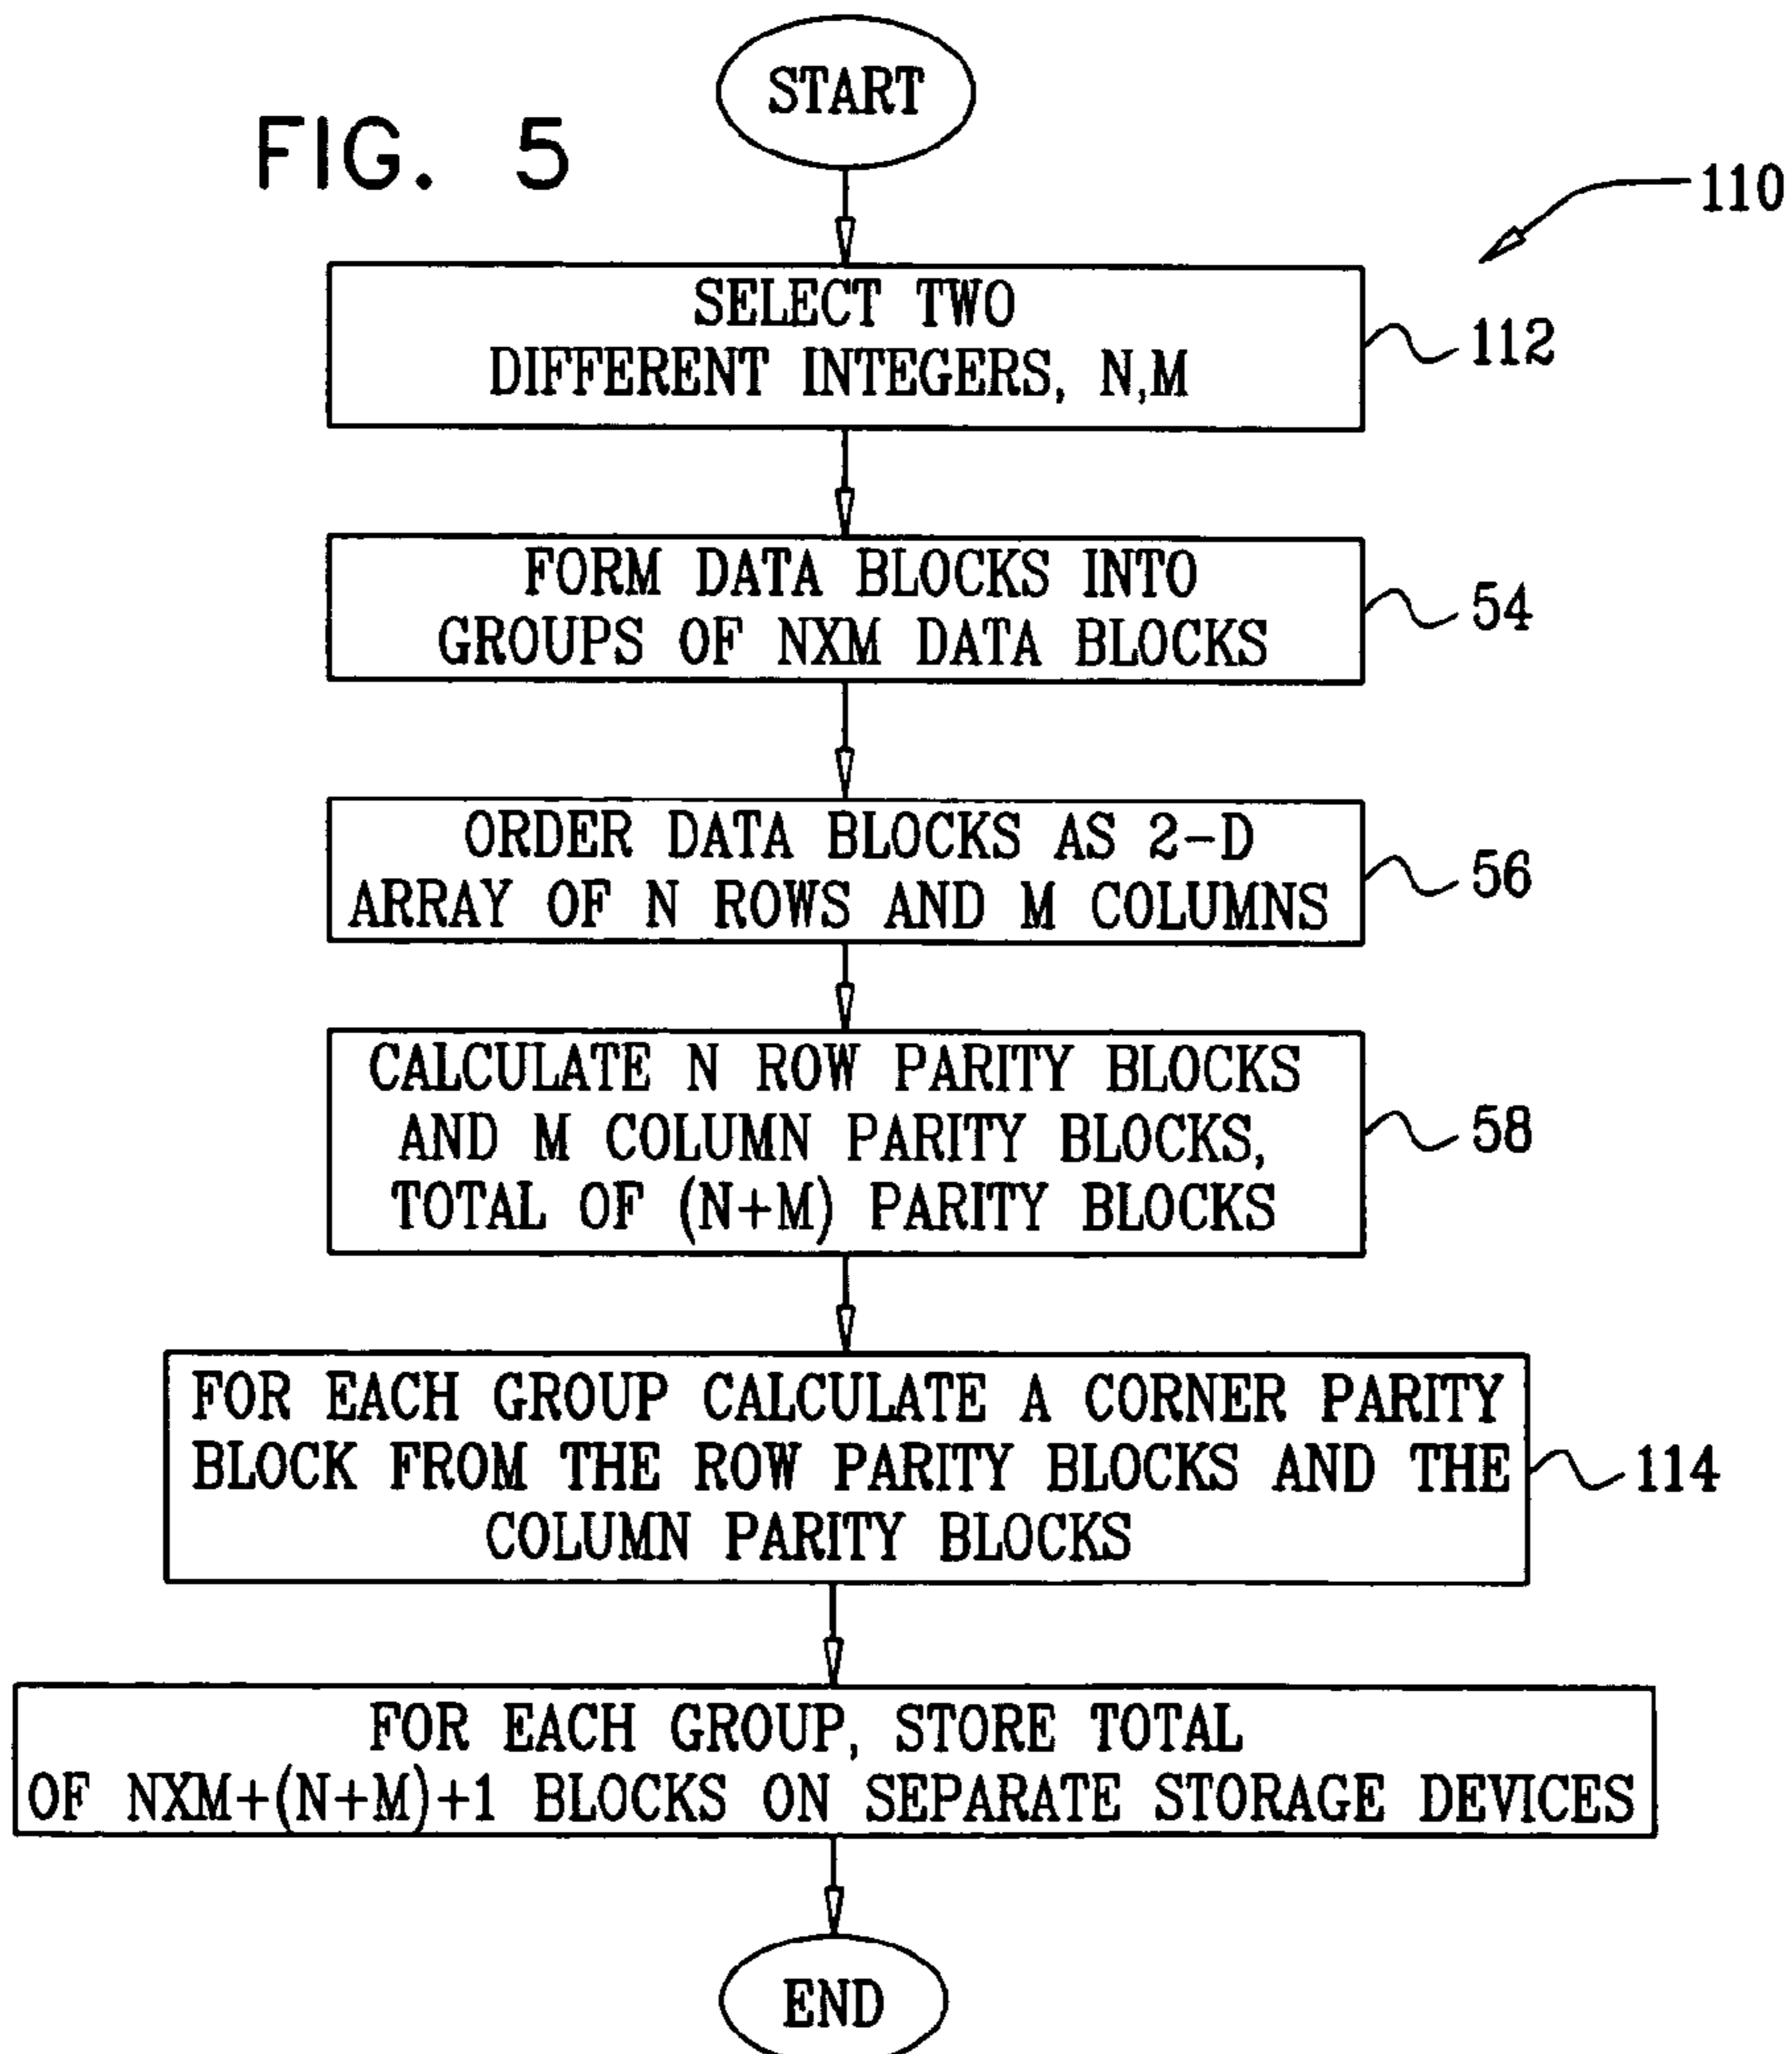 START
FIG. 5
110
SELECT TWO
DIFFERENT INTEGERS, N,M
112
FORM DATA BLOCKS INTO
GROUPS OF NXM DATA BLOCKS
54
ORDER DATA BLOCKS AS 2-D
ARRAY OF N ROWS AND M COLUMNS
56
CALCULATE N ROW PARITY BLOCKS
AND M COLUMN PARITY BLOCKS,
TOTAL OF (N+M) PARITY BLOCKS
58
FOR EACH GROUP CALCULATE A CORNER PARITY
BLOCK FROM THE ROW PARITY BLOCKS AND THE
COLUMN PARITY BLOCKS
114
FOR EACH GROUP, STORE TOTAL
OF NXM+(N+M)+1 BLOCKS ON SEPARATE STORAGE DEVICES
END